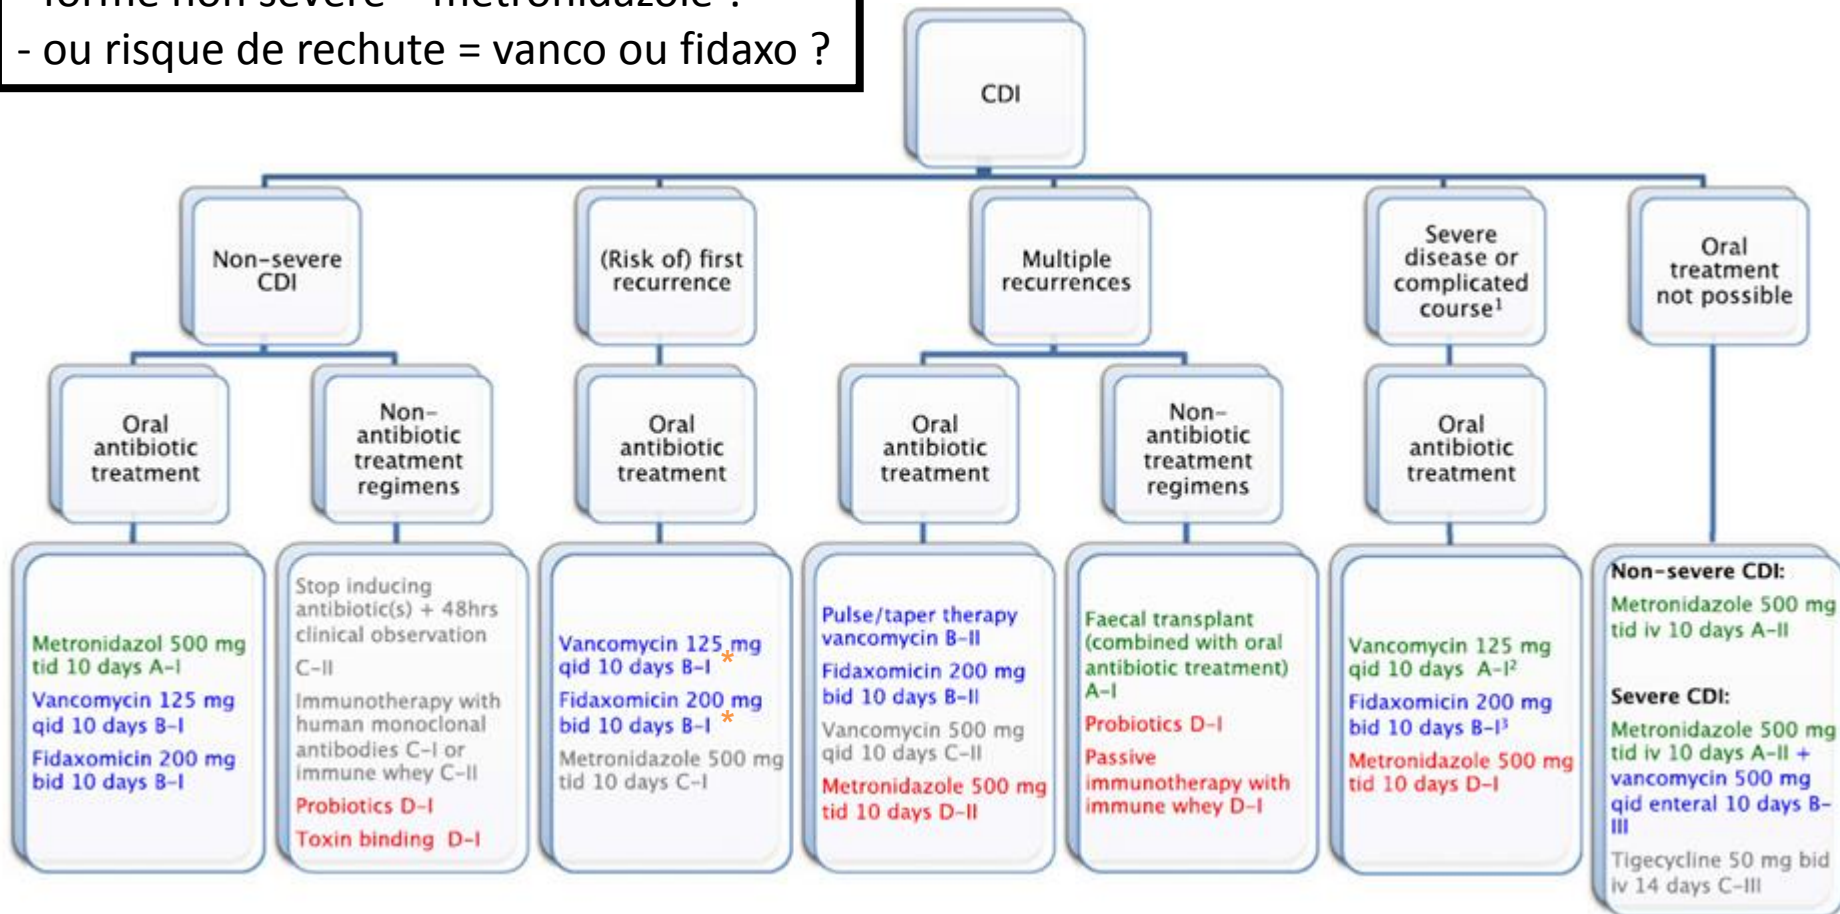 - forme non sévère = métronidazole ?
- ou risque de rechute = vanco ou fidaxo ?
CDI
Non-severe
CDI
(Risk of) first
recurrence
Multiple
recurrences
Severe
disease or
complicated
course¹
Oral
treatment
not possible
Oral
antibiotic
treatment
Non-
antibiotic
treatment
regimens
Oral
antibiotic
treatment
Oral
antibiotic
treatment
Non-
antibiotic
treatment
regimens
Oral
antibiotic
treatment
Metronidazol 500 mg
tid 10 days A-I
Vancomycin 125 mg
qid 10 days B-I
Fidaxomicin 200 mg
bid 10 days B-I
Stop inducing
antibiotic(s) + 48hrs
clinical observation
C-II
Immunotherapy with
human monoclonal
antibodies C-I or
immune whey C-II
Probiotics D-I
Toxin binding D-I
Vancomycin 125 mg
qid 10 days B-I *
Fidaxomicin 200 mg
bid 10 days B-I *
Metronidazole 500 mg
tid 10 days C-I
Pulse/taper therapy
vancomycin B-II
Fidaxomicin 200 mg
bid 10 days B-II
Vancomycin 500 mg
qid 10 days C-II
Metronidazole 500 mg
tid 10 days D-II
Faecal transplant
(combined with oral
antibiotic treatment)
A-I
Probiotics D-I
Passive
immunotherapy with
immune whey D-I
Vancomycin 125 mg
qid 10 days A-I²
Fidaxomicin 200 mg
bid 10 days B-I³
Metronidazole 500 mg
tid 10 days D-I
Non-severe CDI:
Metronidazole 500 mg
tid iv 10 days A-II
Severe CDI:
Metronidazole 500 mg
tid iv 10 days A-II +
vancomycin 500 mg
qid enteral 10 days B-
III
Tigecycline 50 mg bid
iv 14 days C-III